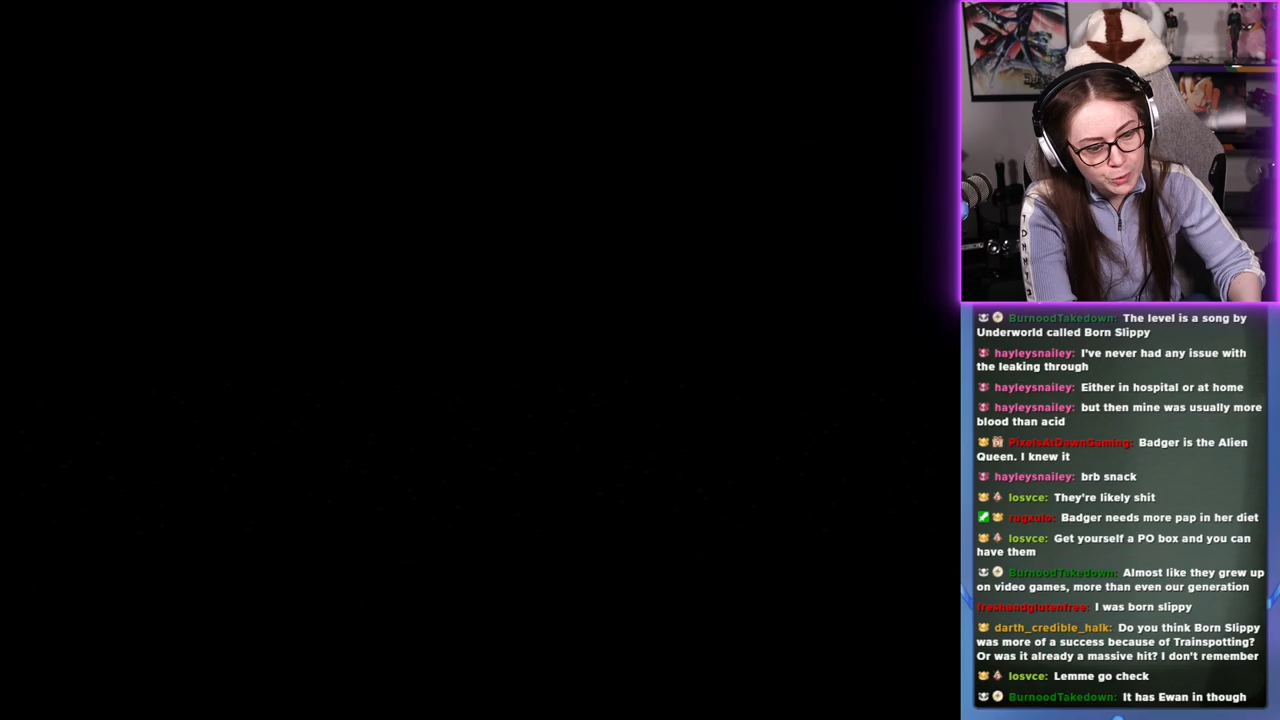 BurnoodTakedown: The level is a song by
Underworld called Born Slippy
hayleysnailey: I've never had any issue with
the leaking through
hayleysnailey: Either in hospital or at home
hayleysnailey: but then mine was usually more
blood than acid
PixelsAtDawnGaming: Badger is the Alien
Queen. I knew it
hayleysnailey: brb snack
losvce: They're likely shit
rugxulo: Badger needs more pap in her diet
losvce: Get yourself a PO box and you can
have them
BurnoodTakedown: Almost like they grew up
on video games, more than even our generation
freshandglutenfree: I was born slippy
darth_credible_halk: Do you think Born Slippy
was more of a success because of Trainspotting?
Or was it already a massive hit? I don't remember
losvce: Lemme go check
BurnoodTakedown: It has Ewan in though